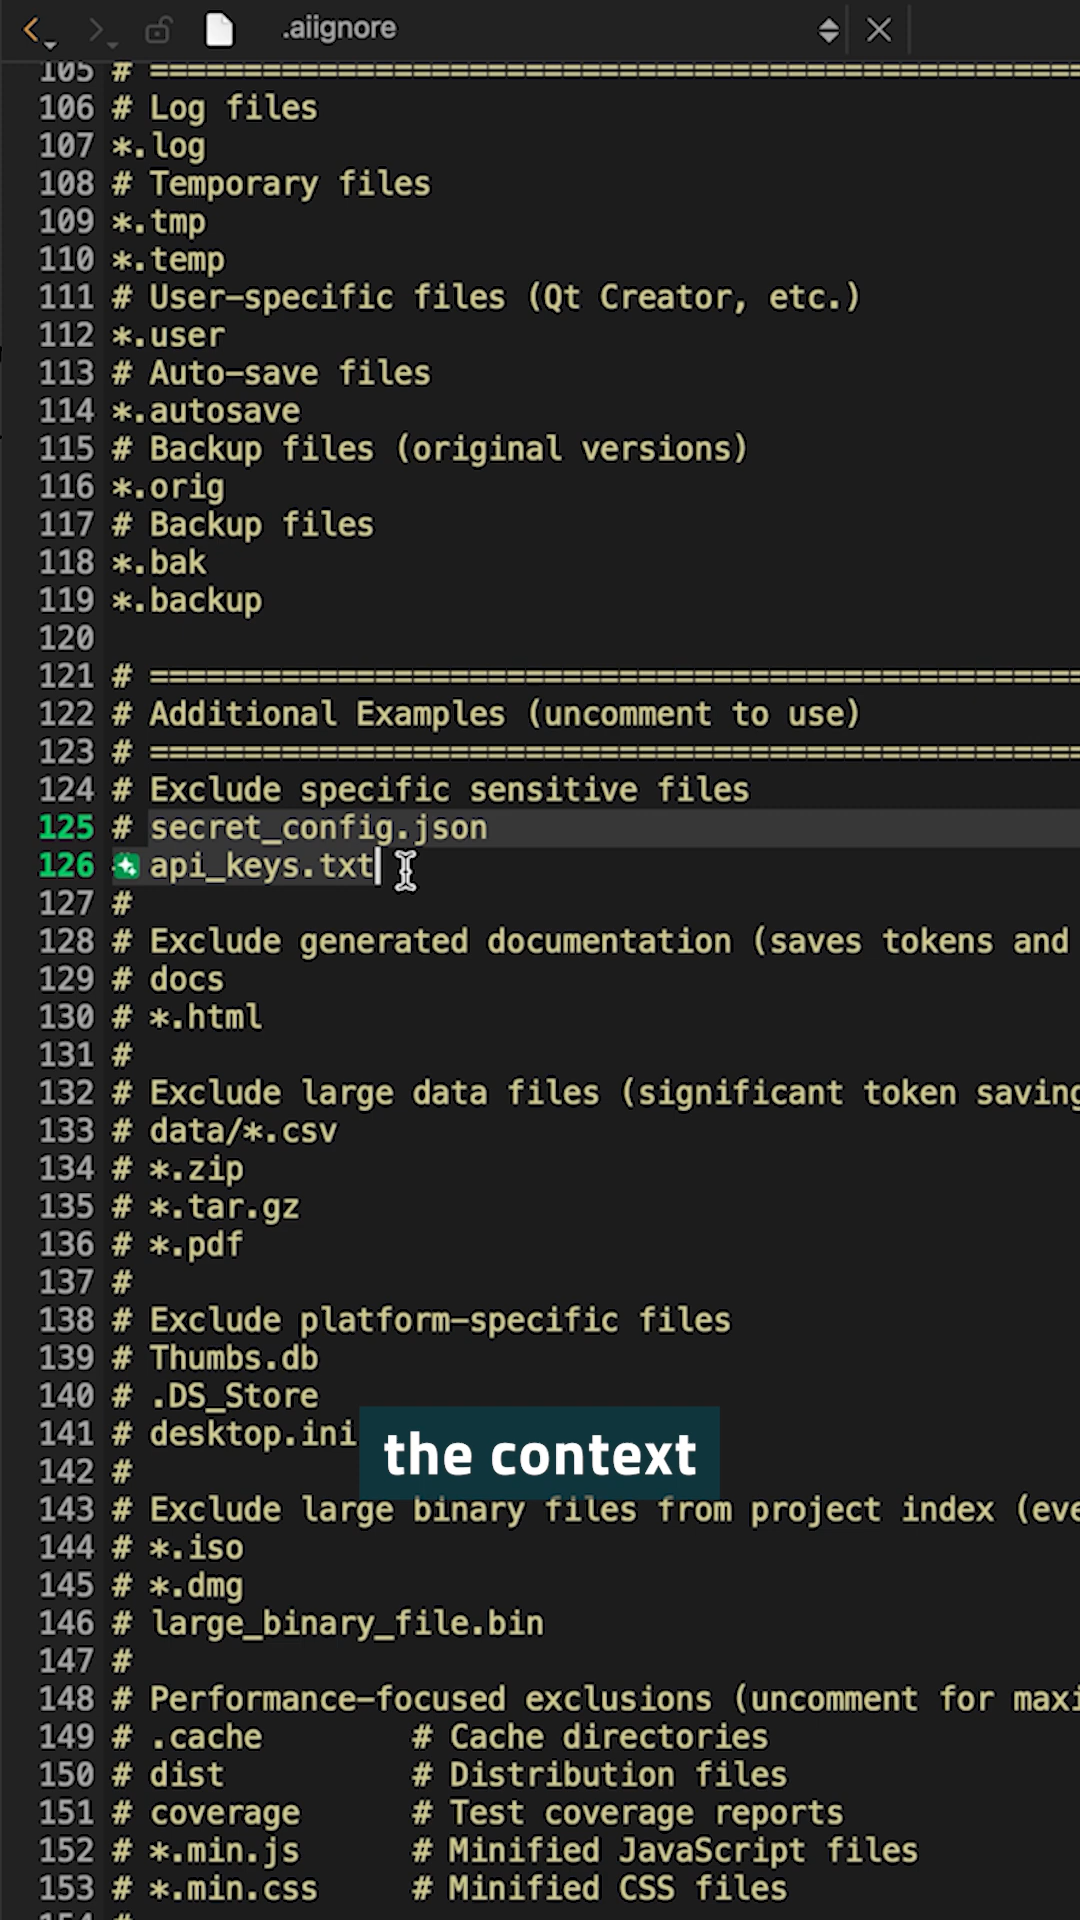 .aiignore
105 # ==================================================
106 # Log files
107 *.log
108 # Temporary files
109 *.tmp
110 *.temp
111 # User-specific files (Qt Creator, etc.)
112 *.user
113 # Auto-save files
114 *.autosave
115 # Backup files (original versions)
116 *.orig
117 # Backup files
118 *.bak
119 *.backup
120
121 # ==================================================
122 # Additional Examples (uncomment to use)
123 # ==================================================
124 # Exclude specific sensitive files
125 # secret_config.json
126 api_keys.txt
127 #
128 # Exclude generated documentation (saves tokens and
129 # docs
130 # *.html
131 #
132 # Exclude large data files (significant token saving
133 # data/*.csv
134 # *.zip
135 # *.tar.gz
136 # *.pdf
137 #
138 # Exclude platform-specific files
139 # Thumbs.db
140 # .DS_Store
141 # desktop.ini
the context
142 #
143 # Exclude large binary files from project index (eve
144 # *.iso
145 # *.dmg
146 # large_binary_file.bin
147 #
148 # Performance-focused exclusions (uncomment for maxi
149 # .cache # Cache directories
150 # dist # Distribution files
151 # coverage # Test coverage reports
152 # *.min.js # Minified JavaScript files
153 # *.min.css # Minified CSS files